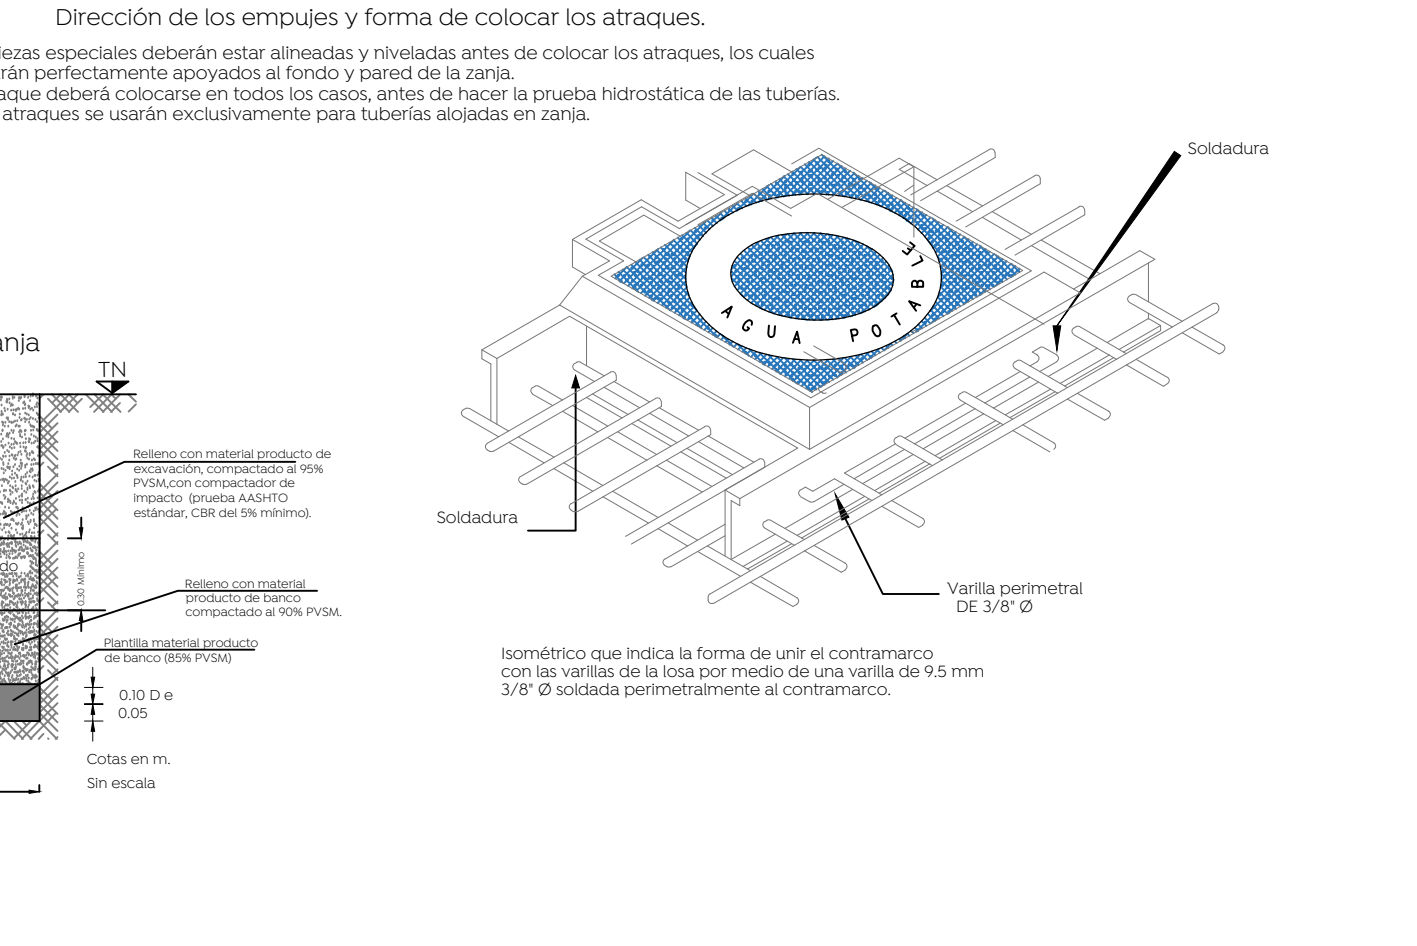 Dirección de los empujes y forma de colocar los atraques.
iezas especiales deberán estar alineadas y niveladas antes de colocar los atraques, los cuales
rán perfectamente apoyados al fondo y pared de la zanja.
aque deberá colocarse en todos los casos, antes de hacer la prueba hidrostática de las tuberías.
atraques se usarán exclusivamente para tuberías alojadas en zanja.
Soldadura
AGUA POTABLE
anja
TN
Relleno con material producto de
excavación, compactado al 95%
PVSM,con compactador de
impacto (prueba AASHTO
estándar, CBR del 5% mínimo).
Soldadura
do
0.30 Mínimo
Relleno con material
producto de banco
compactado al 90% PVSM.
Varilla perimetral
DE 3/8" Ø
Plantilla material producto
de banco (85% PVSM)
0.10 D e
0.05
Isométrico que indica la forma de unir el contramarco
con las varillas de la losa por medio de una varilla de 9.5 mm
3/8" Ø soldada perimetralmente al contramarco.
Cotas en m.
Sin escala